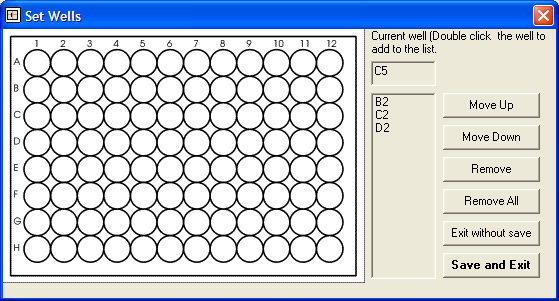 Set Wells
1 2 3 4 5 6 7 8 9 10 11 12
A
B
C
D
E
F
G
H
Current well (Double click  the well to
add to the list.
C5
B2
C2
D2
Move Up
Move Down
Remove
Remove All
Exit without save
Save and Exit